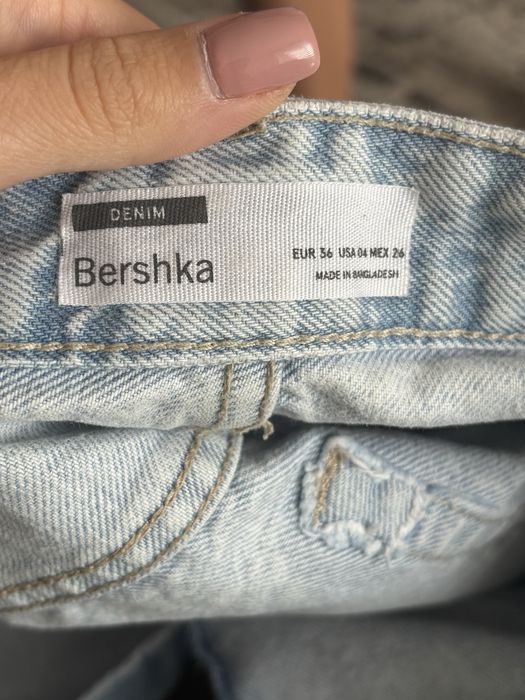 DENIM
Bershka
EUR 36 USA 04 MEX 26
MADE IN BANGLADESH